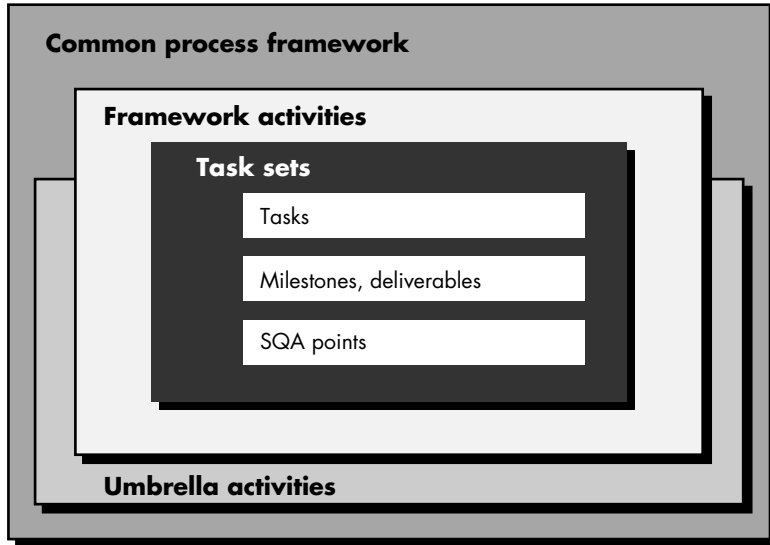 Common process framework
Framework activities
Task sets
Tasks
Milestones, deliverables
SQA points
Umbrella activities